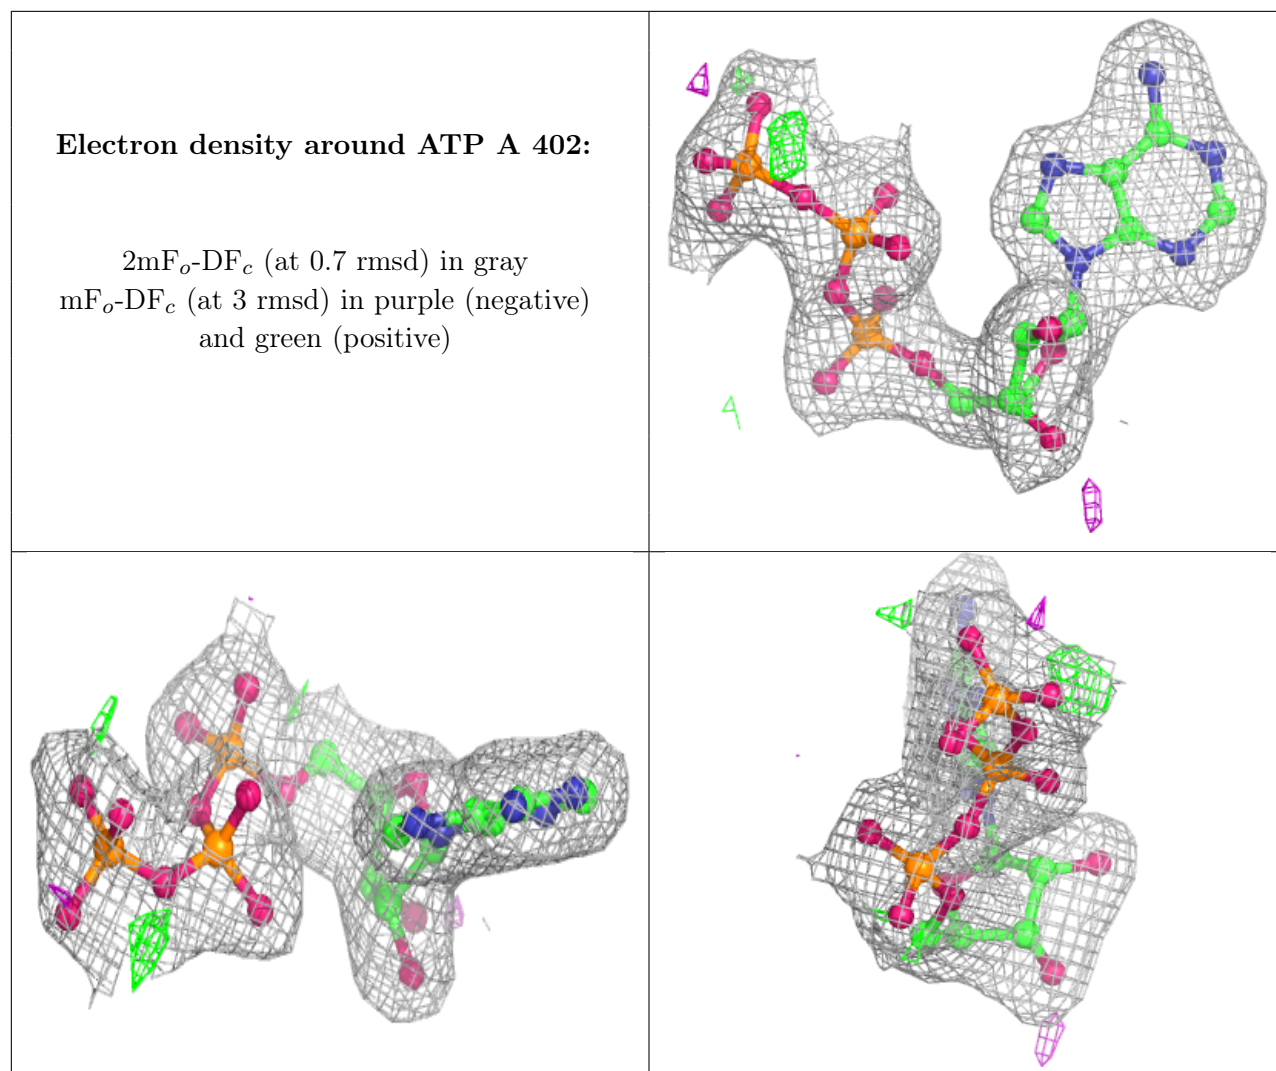 Electron density around ATP A 402:
2mFo-DFc (at 0.7 rmsd) in gray
mFo-DFc (at 3 rmsd) in purple (negative)
and green (positive)